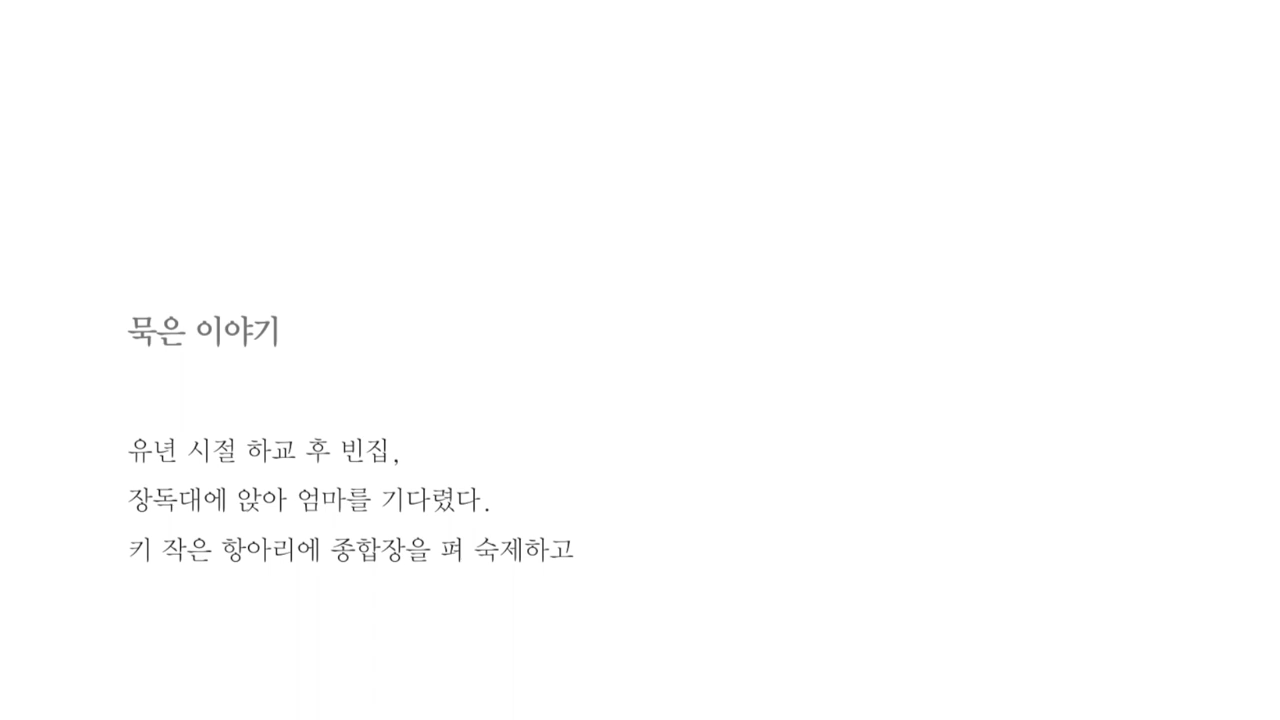 묵은 이야기
유년 시절 하교 후 빈집,
장독대에 앉아 엄마를 기다렸다.
키 작은 항아리에 종합장을 펴 숙제하고